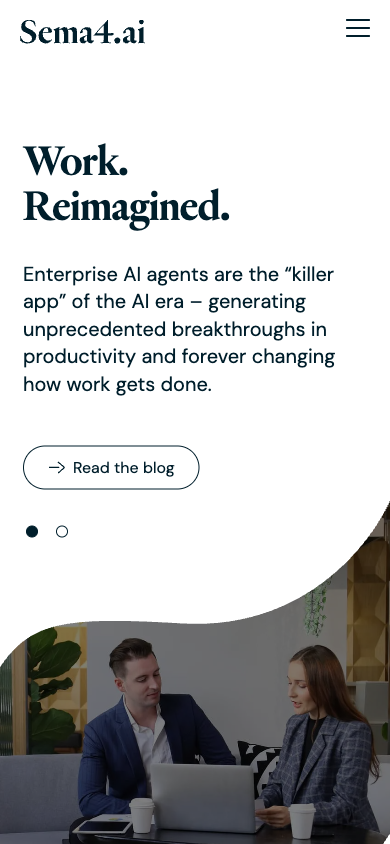 Sema4.ai
Work.
Reimagined.
Enterprise AI agents are the “killer
app” of the AI era – generating
unprecedented breakthroughs in
productivity and forever changing
how work gets done.
Read the blog